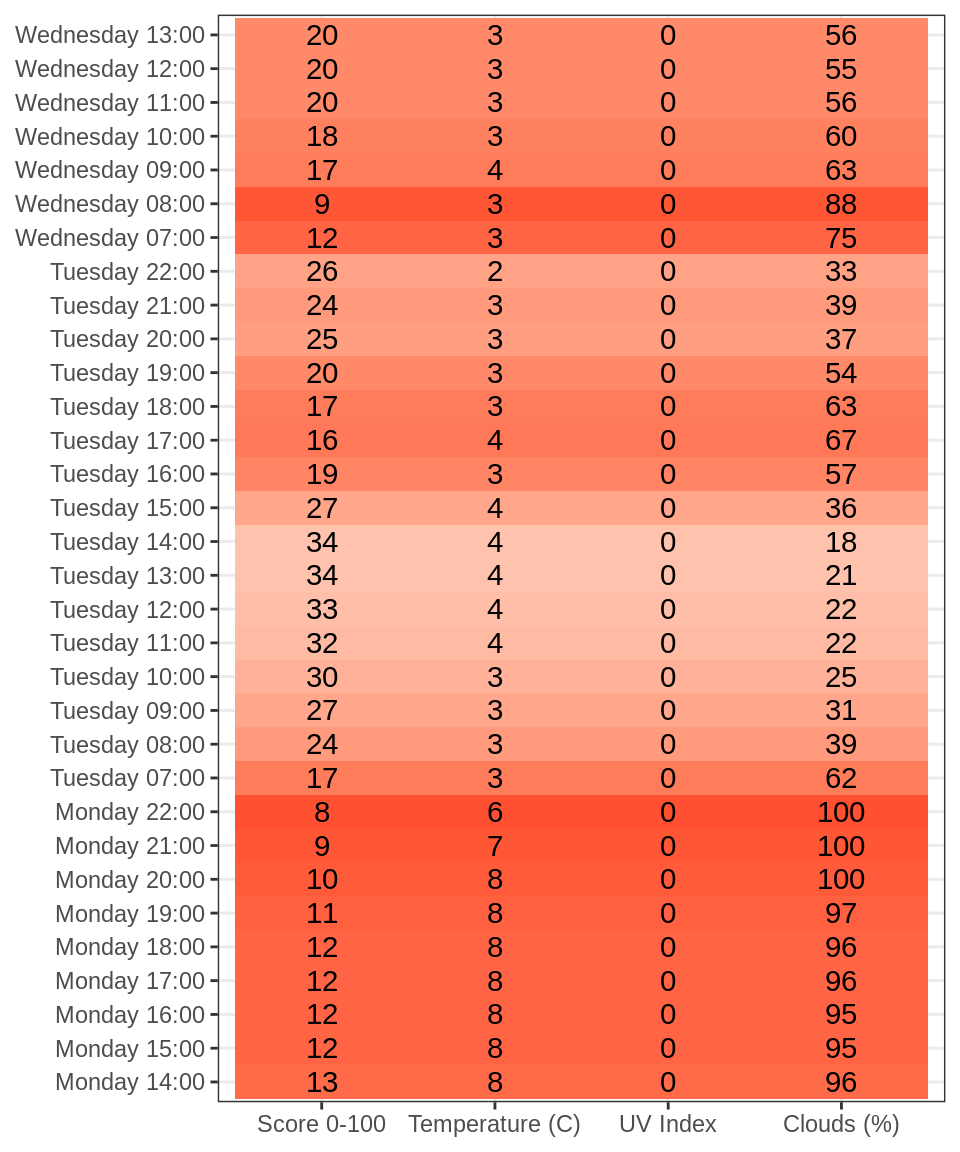 Wednesday 13:00 20 3 0 56
Wednesday 12:00 20 3 0 55
Wednesday 11:00 20 3 0 56
Wednesday 10:00 18 3 0 60
Wednesday 09:00 17 4 0 63
Wednesday 08:00 9 3 0 88
Wednesday 07:00 12 3 0 75
Tuesday 22:00 26 2 0 33
Tuesday 21:00 24 3 0 39
Tuesday 20:00 25 3 0 37
Tuesday 19:00 20 3 0 54
Tuesday 18:00 17 3 0 63
Tuesday 17:00 16 4 0 67
Tuesday 16:00 19 3 0 57
Tuesday 15:00 27 4 0 36
Tuesday 14:00 34 4 0 18
Tuesday 13:00 34 4 0 21
Tuesday 12:00 33 4 0 22
Tuesday 11:00 32 4 0 22
Tuesday 10:00 30 3 0 25
Tuesday 09:00 27 3 0 31
Tuesday 08:00 24 3 0 39
Tuesday 07:00 17 3 0 62
Monday 22:00 8 6 0 100
Monday 21:00 9 7 0 100
Monday 20:00 10 8 0 100
Monday 19:00 11 8 0 97
Monday 18:00 12 8 0 96
Monday 17:00 12 8 0 96
Monday 16:00 12 8 0 95
Monday 15:00 12 8 0 95
Monday 14:00 13 8 0 96
Score 0-100 Temperature (C) UV Index Clouds (%)